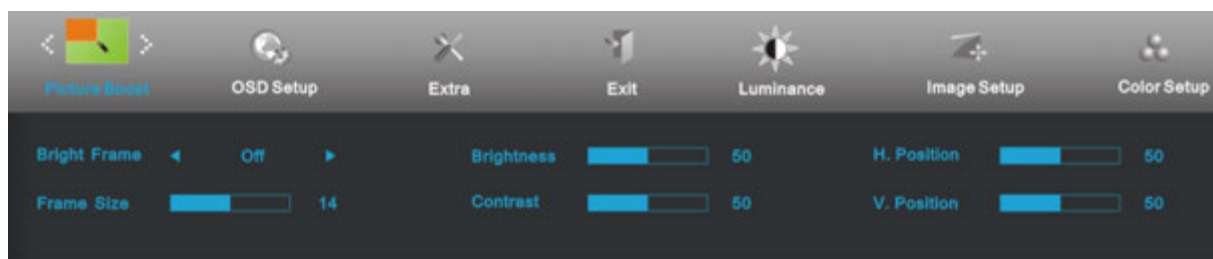 Picture Boost OSD Setup Extra Exit Luminance Image Setup Color Setup
Bright Frame Off Brightness 50 H. Position 50
Frame Size 14 Contrast 50 V. Position 50